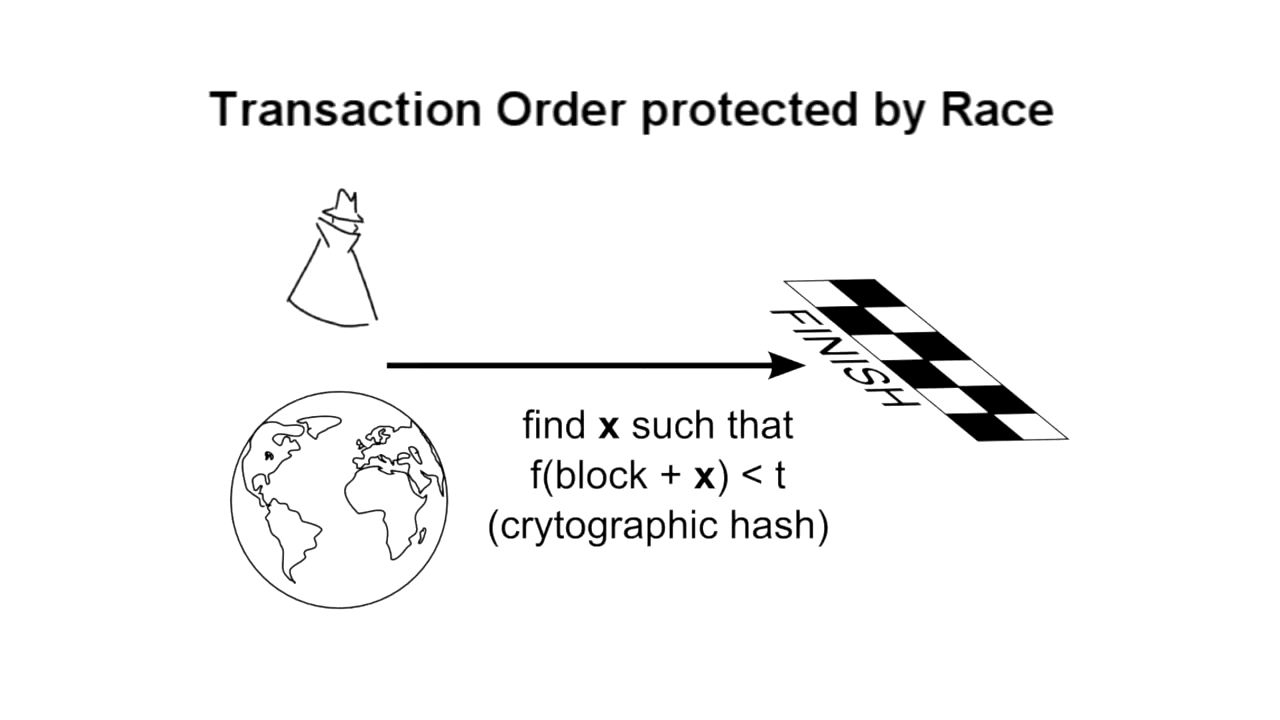 Transaction Order protected by Race
FINISH
find x such that
f(block + x) < t
(crytographic hash)